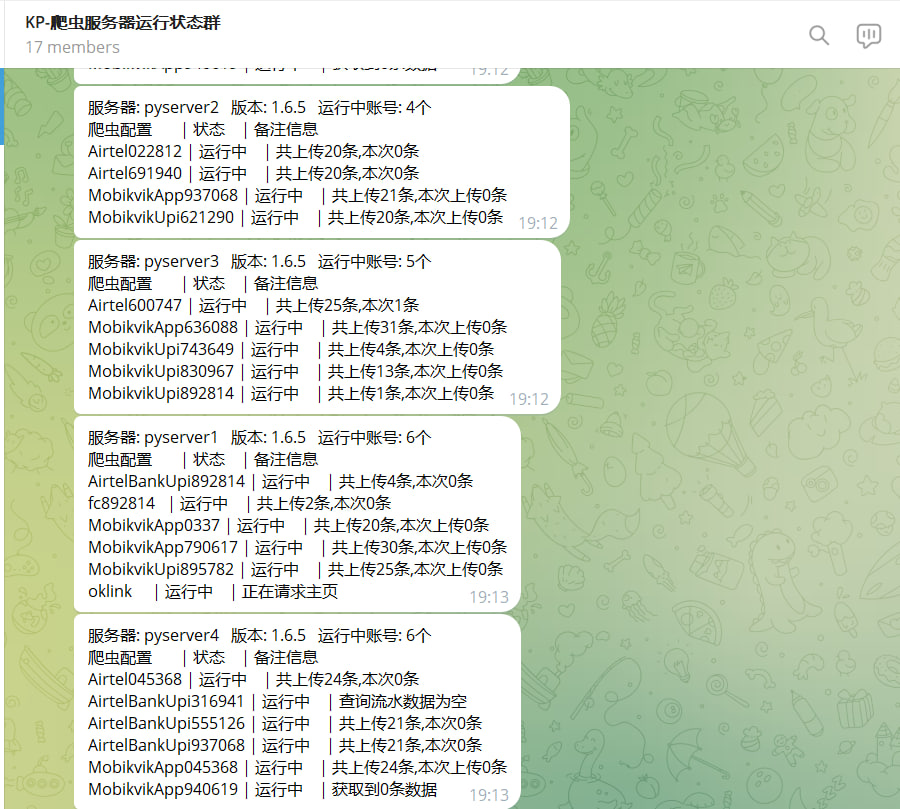 KP-爬虫服务器运行状态群
17 members
19:12
服务器: pyserver2 版本: 1.6.5 运行中账号: 4个
爬虫配置 | 状态 | 备注信息
Airtel022812 | 运行中 | 共上传20条,本次0条
Airtel691940 | 运行中 | 共上传20条,本次0条
MobikvikApp937068 | 运行中 | 共上传21条,本次上传0条
MobikvikUpi621290 | 运行中 | 共上传20条,本次上传0条
19:12
服务器: pyserver3 版本: 1.6.5 运行中账号: 5个
爬虫配置 | 状态 | 备注信息
Airtel600747 | 运行中 | 共上传25条,本次1条
MobikvikApp636088 | 运行中 | 共上传31条,本次上传0条
MobikvikUpi743649 | 运行中 | 共上传4条,本次上传0条
MobikvikUpi830967 | 运行中 | 共上传13条,本次上传0条
MobikvikUpi892814 | 运行中 | 共上传1条,本次上传0条
19:12
服务器: pyserver1 版本: 1.6.5 运行中账号: 6个
爬虫配置 | 状态 | 备注信息
AirtelBankUpi892814 | 运行中 | 共上传4条,本次0条
fc892814 | 运行中 | 共上传2条,本次0条
MobikvikApp0337 | 运行中 | 共上传20条,本次上传0条
MobikvikApp790617 | 运行中 | 共上传30条,本次上传0条
MobikvikUpi895782 | 运行中 | 共上传25条,本次上传0条
oklink | 运行中 | 正在请求主页
19:13
服务器: pyserver4 版本: 1.6.5 运行中账号: 6个
爬虫配置 | 状态 | 备注信息
Airtel045368 | 运行中 | 共上传24条,本次0条
AirtelBankUpi316941 | 运行中 | 查询流水数据为空
AirtelBankUpi555126 | 运行中 | 共上传21条,本次0条
AirtelBankUpi937068 | 运行中 | 共上传21条,本次0条
MobikvikApp045368 | 运行中 | 共上传24条,本次上传0条
MobikvikApp940619 | 运行中 | 获取到0条数据
19:13